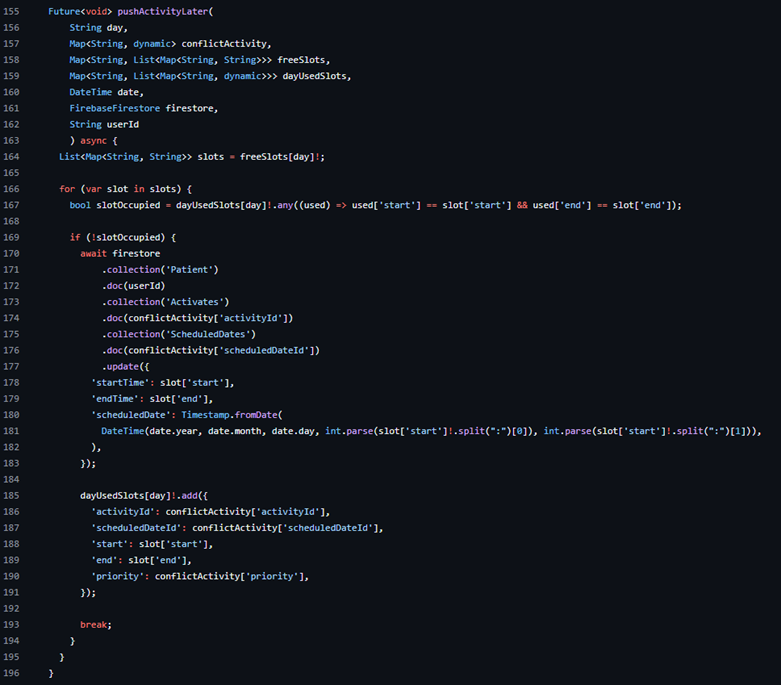 155 Future<void> pushActivityLater(
156 String day,
157 Map<String, dynamic> conflictActivity,
158 Map<String, List<Map<String, String>>> freeSlots,
159 Map<String, List<Map<String, dynamic>>> dayUsedSlots,
160 DateTime date,
161 FirebaseFirestore firestore,
162 String userId
163 ) async {
164 List<Map<String, String>> slots = freeSlots[day]!;
165
166 for (var slot in slots) {
167 bool slotOccupied = dayUsedSlots[day]!.any((used) => used['start'] == slot['start'] && used['end'] == slot['end']);
168
169 if (!slotOccupied) {
170 await firestore
171 .collection('Patient')
172 .doc(userId)
173 .collection('Activates')
174 .doc(conflictActivity['activityId'])
175 .collection('ScheduledDates')
176 .doc(conflictActivity['scheduledDateId'])
177 .update({
178 'startTime': slot['start'],
179 'endTime': slot['end'],
180 'scheduledDate': Timestamp.fromDate(
181 DateTime(date.year, date.month, date.day, int.parse(slot['start']!.split(":")[0]), int.parse(slot['start']!.split(":")[1])),
182 ),
183 });
184
185 dayUsedSlots[day]!.add({
186 'activityId': conflictActivity['activityId'],
187 'scheduledDateId': conflictActivity['scheduledDateId'],
188 'start': slot['start'],
189 'end': slot['end'],
190 'priority': conflictActivity['priority'],
191 });
192
193 break;
194 }
195 }
196 }